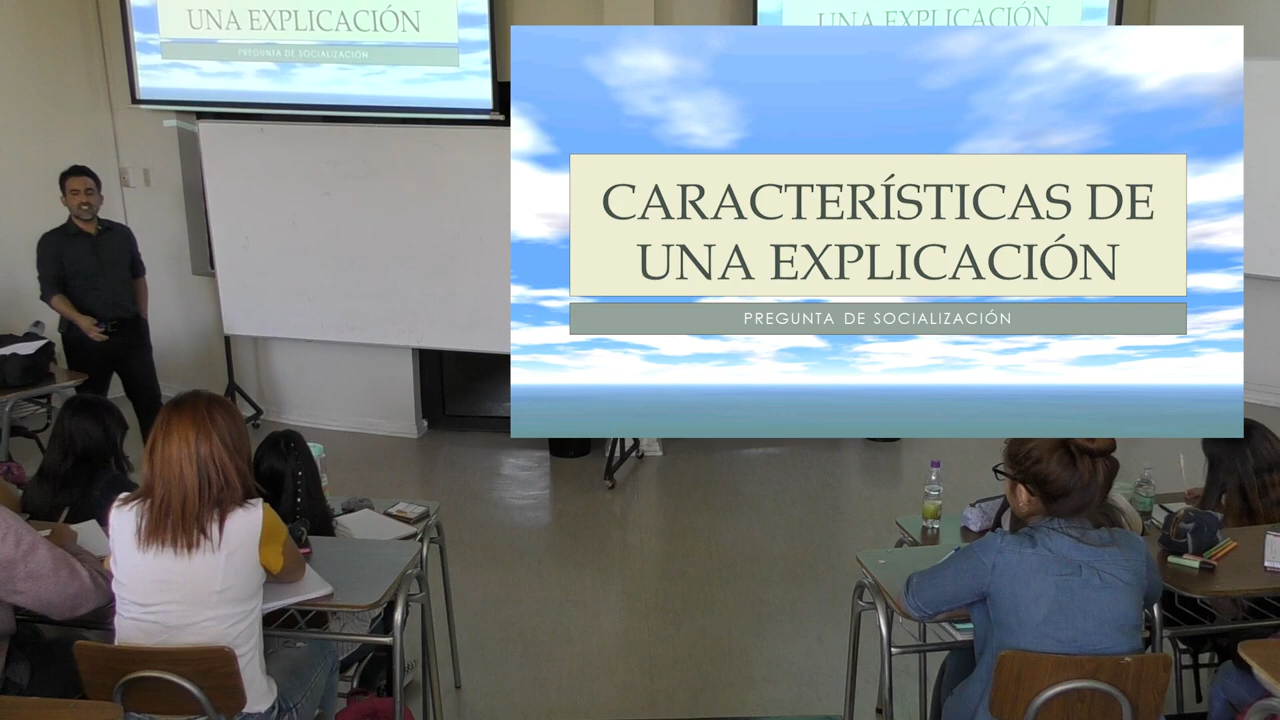 UNA EXPLICACIÓN
PREGUNTA DE SOCIALIZACIÓN
UNA EXPLICACIÓN
CARACTERÍSTICAS DE
UNA EXPLICACIÓN
PREGUNTA DE SOCIALIZACIÓN